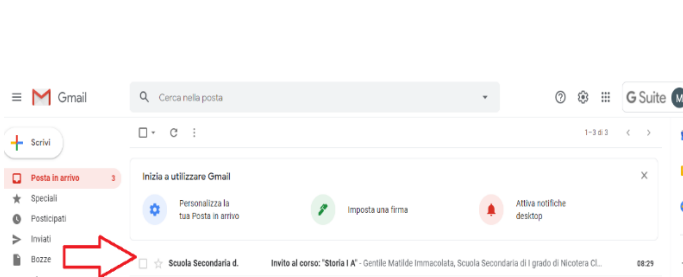 Gmail
Cerca nella posta
G Suite
M
Scrivi
1-3 di 3
Posta in arrivo 3
Inizia a utilizzare Gmail
X
Speciali
Personalizza la
tua Posta in arrivo
Imposta una firma
Attiva notifiche
desktop
Posticipati
Inviati
Bozze
Scuola Secondaria d. Invito al corso: "Storia I A" - Gentile Matilde Immacolata, Scuola Secondaria di I grado di Nicotera Cl... 08:29